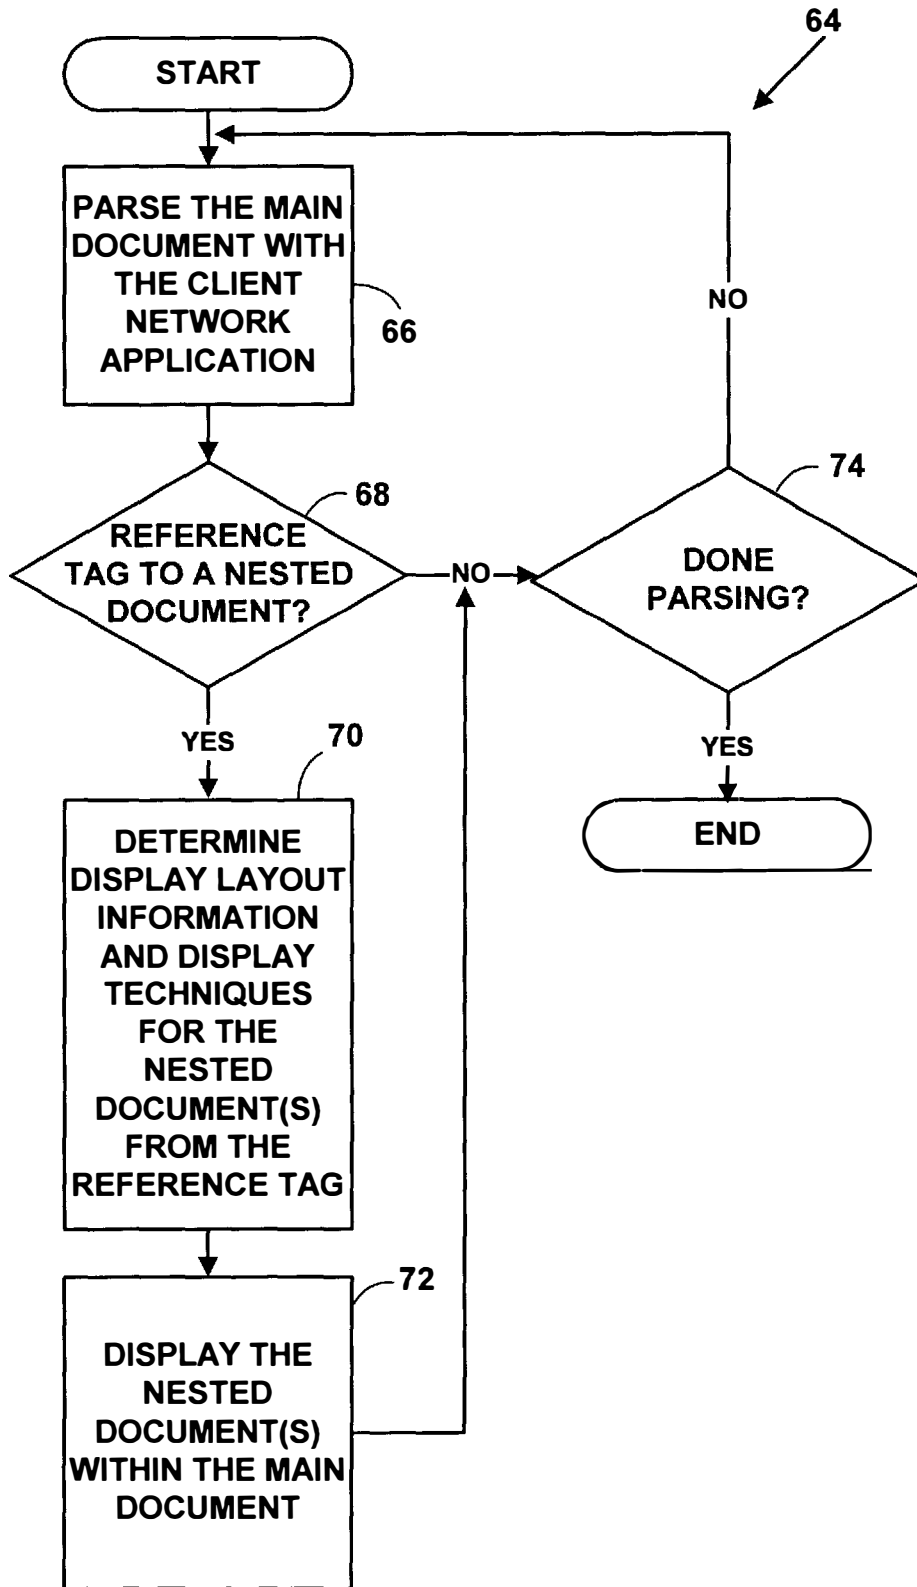 64
START
PARSE THE MAIN
DOCUMENT WITH
THE CLIENT
NETWORK
APPLICATION
66
NO
68
REFERENCE
TAG TO A NESTED
DOCUMENT?
NO
74
DONE
PARSING?
YES
70
YES
DETERMINE
DISPLAY LAYOUT
INFORMATION
AND DISPLAY
TECHNIQUES
FOR THE
NESTED
DOCUMENT(S)
FROM THE
REFERENCE TAG
END
72
DISPLAY THE
NESTED
DOCUMENT(S)
WITHIN THE MAIN
DOCUMENT